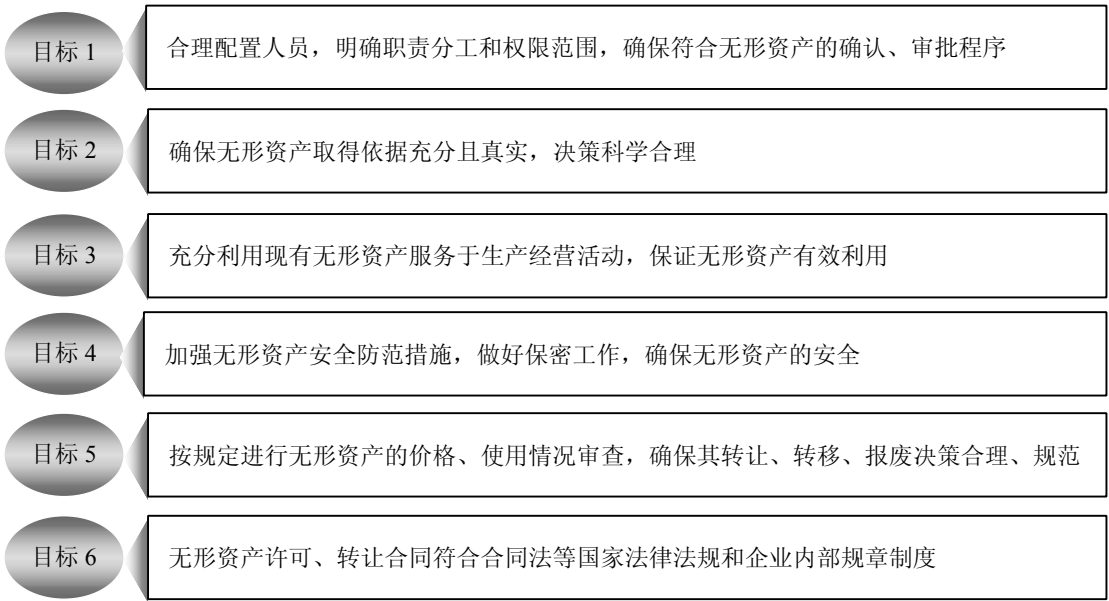 目标 1
合理配置人员，明确职责分工和权限范围，确保符合无形资产的确认、审批程序
目标 2
确保无形资产取得依据充分且真实，决策科学合理
目标 3
充分利用现有无形资产服务于生产经营活动，保证无形资产有效利用
目标 4
加强无形资产安全防范措施，做好保密工作，确保无形资产的安全
目标 5
按规定进行无形资产的价格、使用情况审查，确保其转让、转移、报废决策合理、规范
目标 6
无形资产许可、转让合同符合合同法等国家法律法规和企业内部规章制度